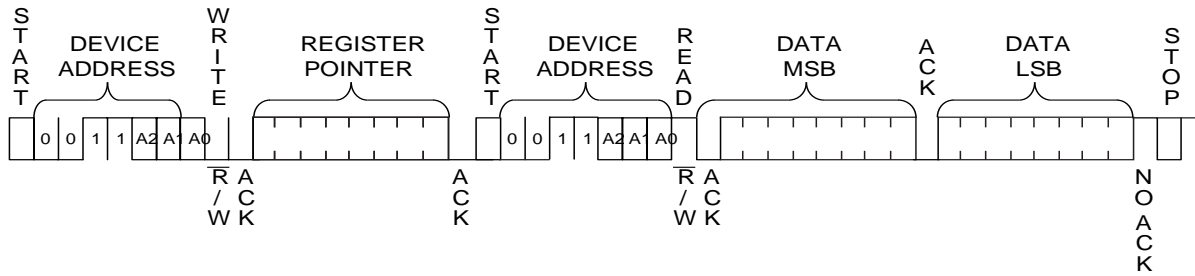 START
DEVICE
ADDRESS
WRITE
REGISTER
POINTER
START
DEVICE
ADDRESS
READ
DATA
MSB
ACK
DATA
LSB
STOP
0 0 1 1 A2 A1 A0
0 0 1 1 A2 A1 A0
R̅/W
ACK
ACK
R̅/W
ACK
NO ACK